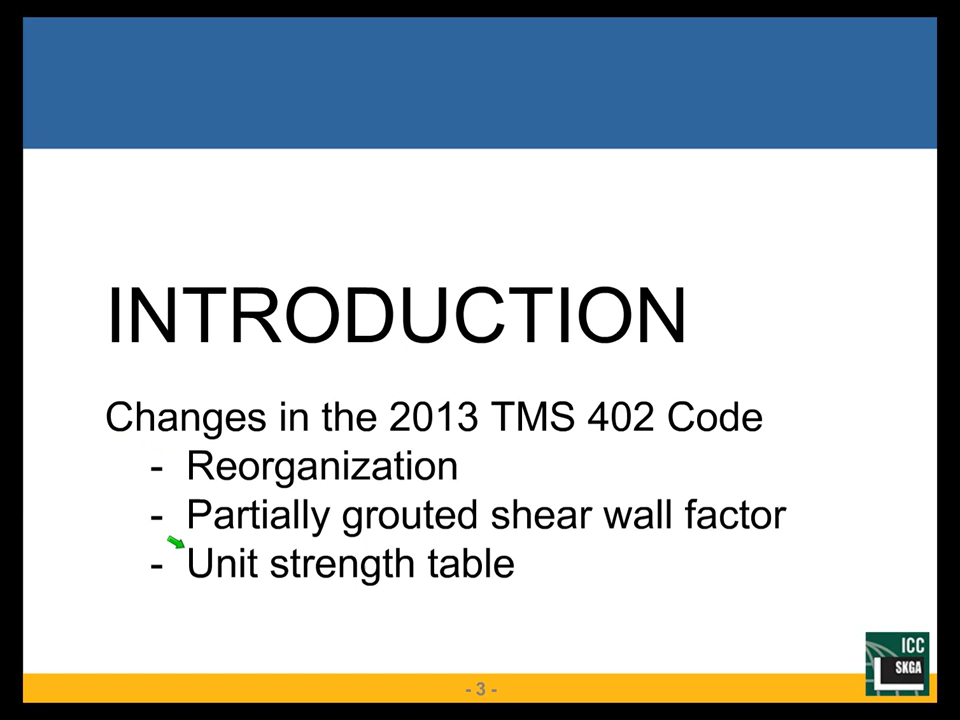 INTRODUCTION
Changes in the 2013 TMS 402 Code
- Reorganization
- Partially grouted shear wall factor
- Unit strength table
ICC
SKGA
- 3 -